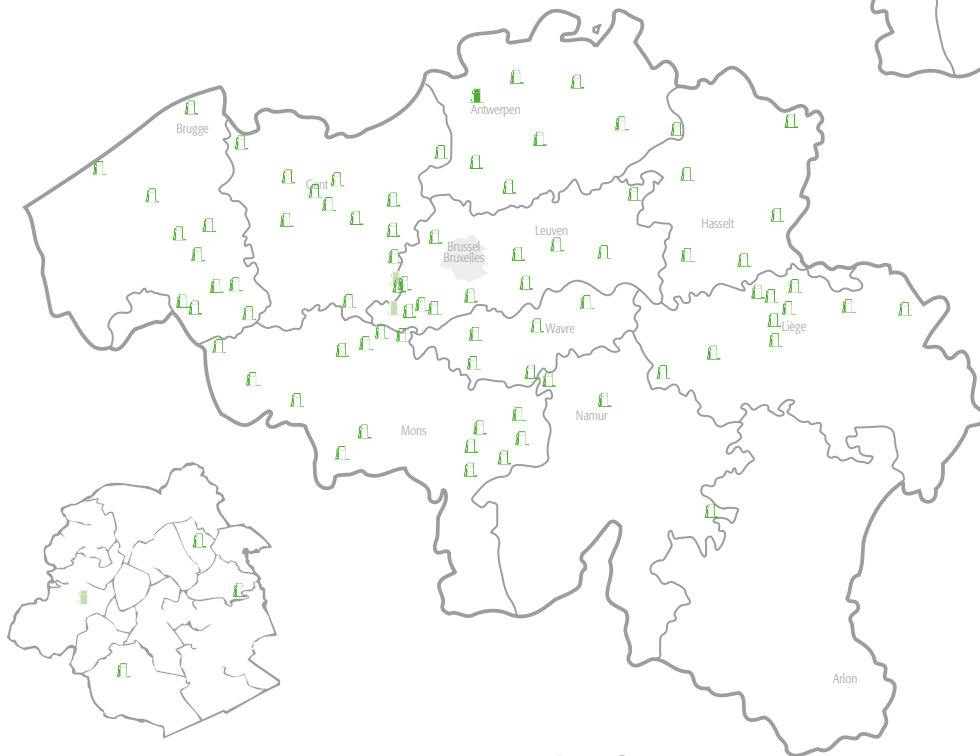 Antwerpen
Brugge
Gent
Hasselt
Leuven
Brussel
Bruxelles
Wavre
Liège
Namur
Mons
Arlon